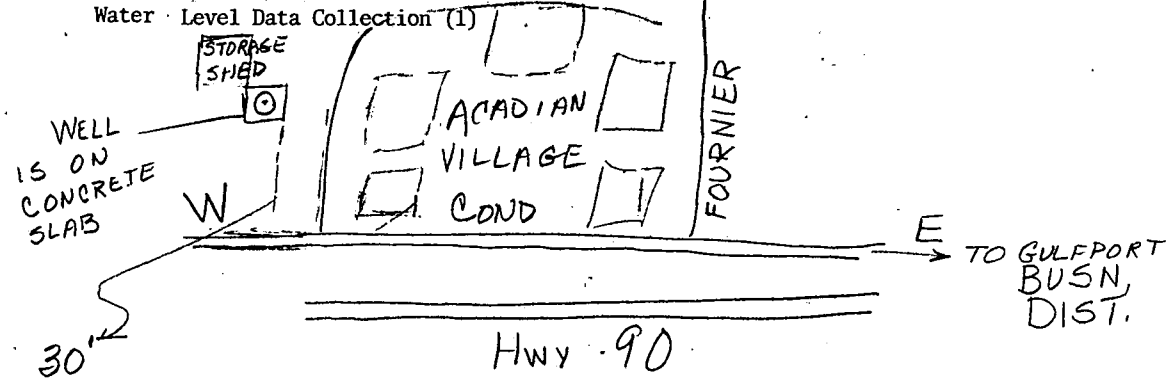 Water Level Data Collection (1)
STORAGE
SHED
WELL
IS ON
CONCRETE
SLAB
ACADIAN
VILLAGE
COND
FOURNIER
W
E
TO GULFPORT
BUSN,
DIST.
30'
Hwy. 90